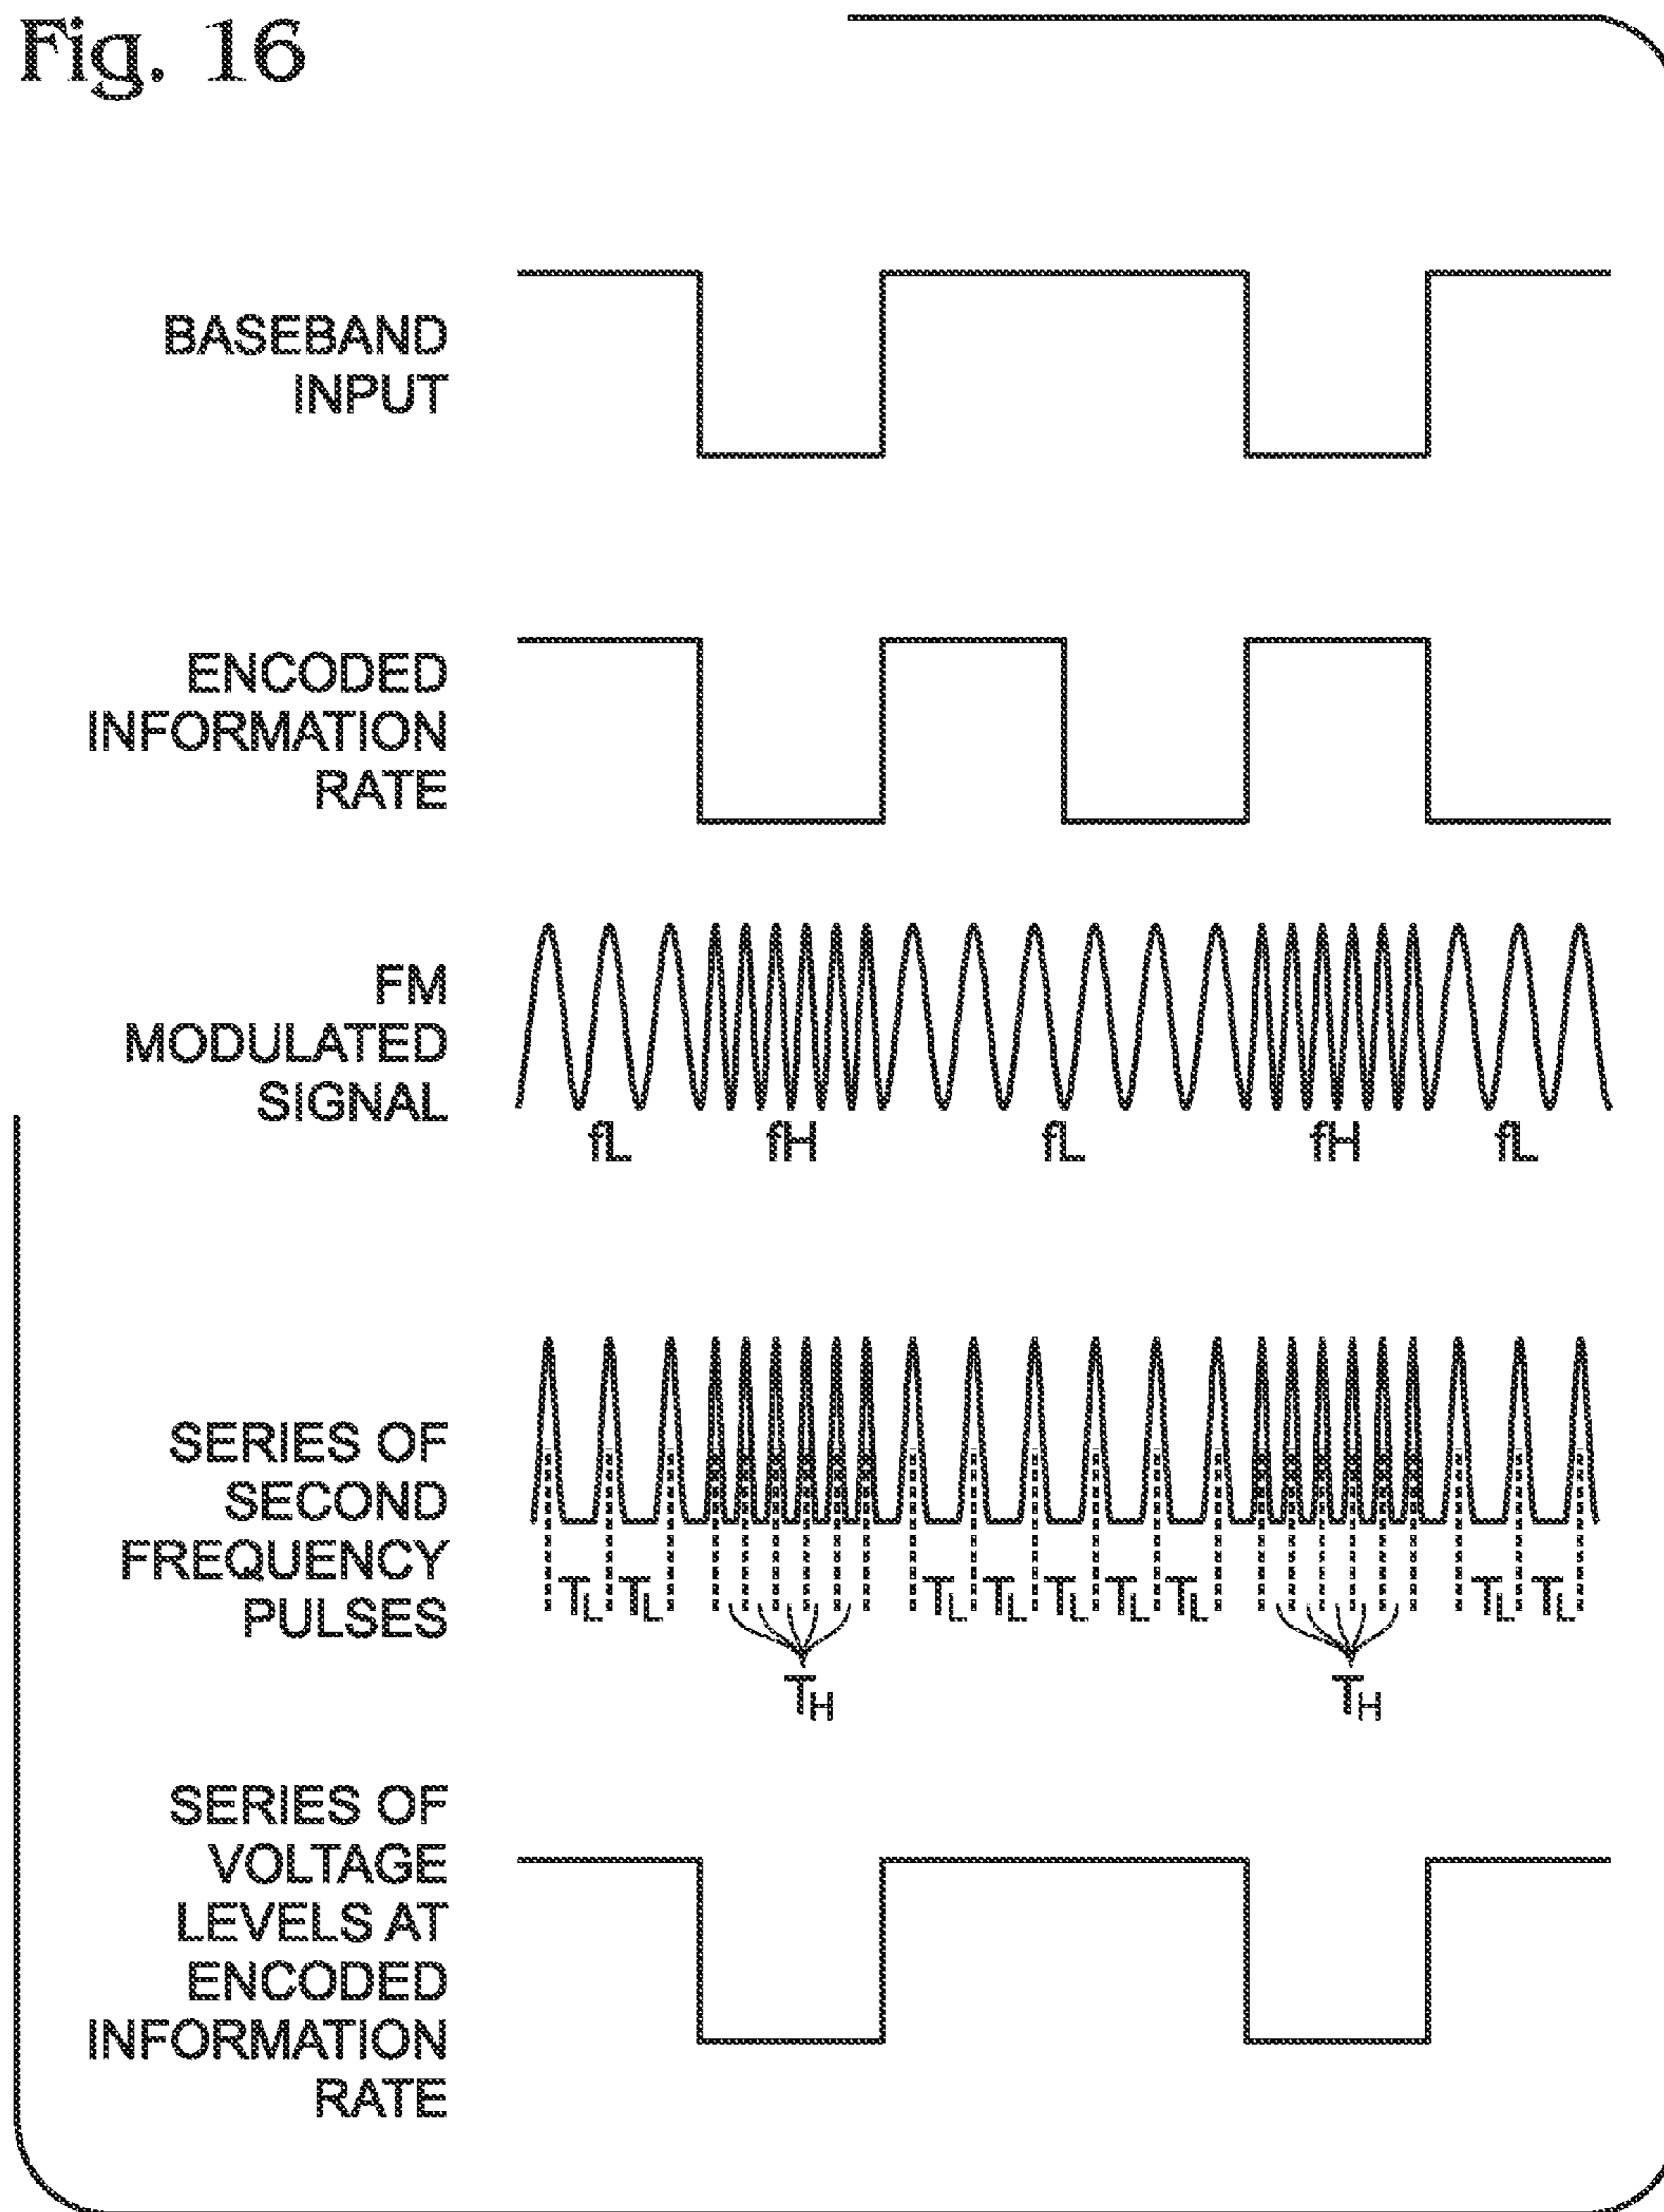 Fig. 16
BASEBAND
INPUT
ENCODED
INFORMATION
RATE
FM
MODULATED
SIGNAL
fL fH fL fH fL
SERIES OF
SECOND
FREQUENCY
PULSES
TL TL TL TL TL TL TL TL TL
TH TH
SERIES OF
VOLTAGE
LEVELS AT
ENCODED
INFORMATION
RATE